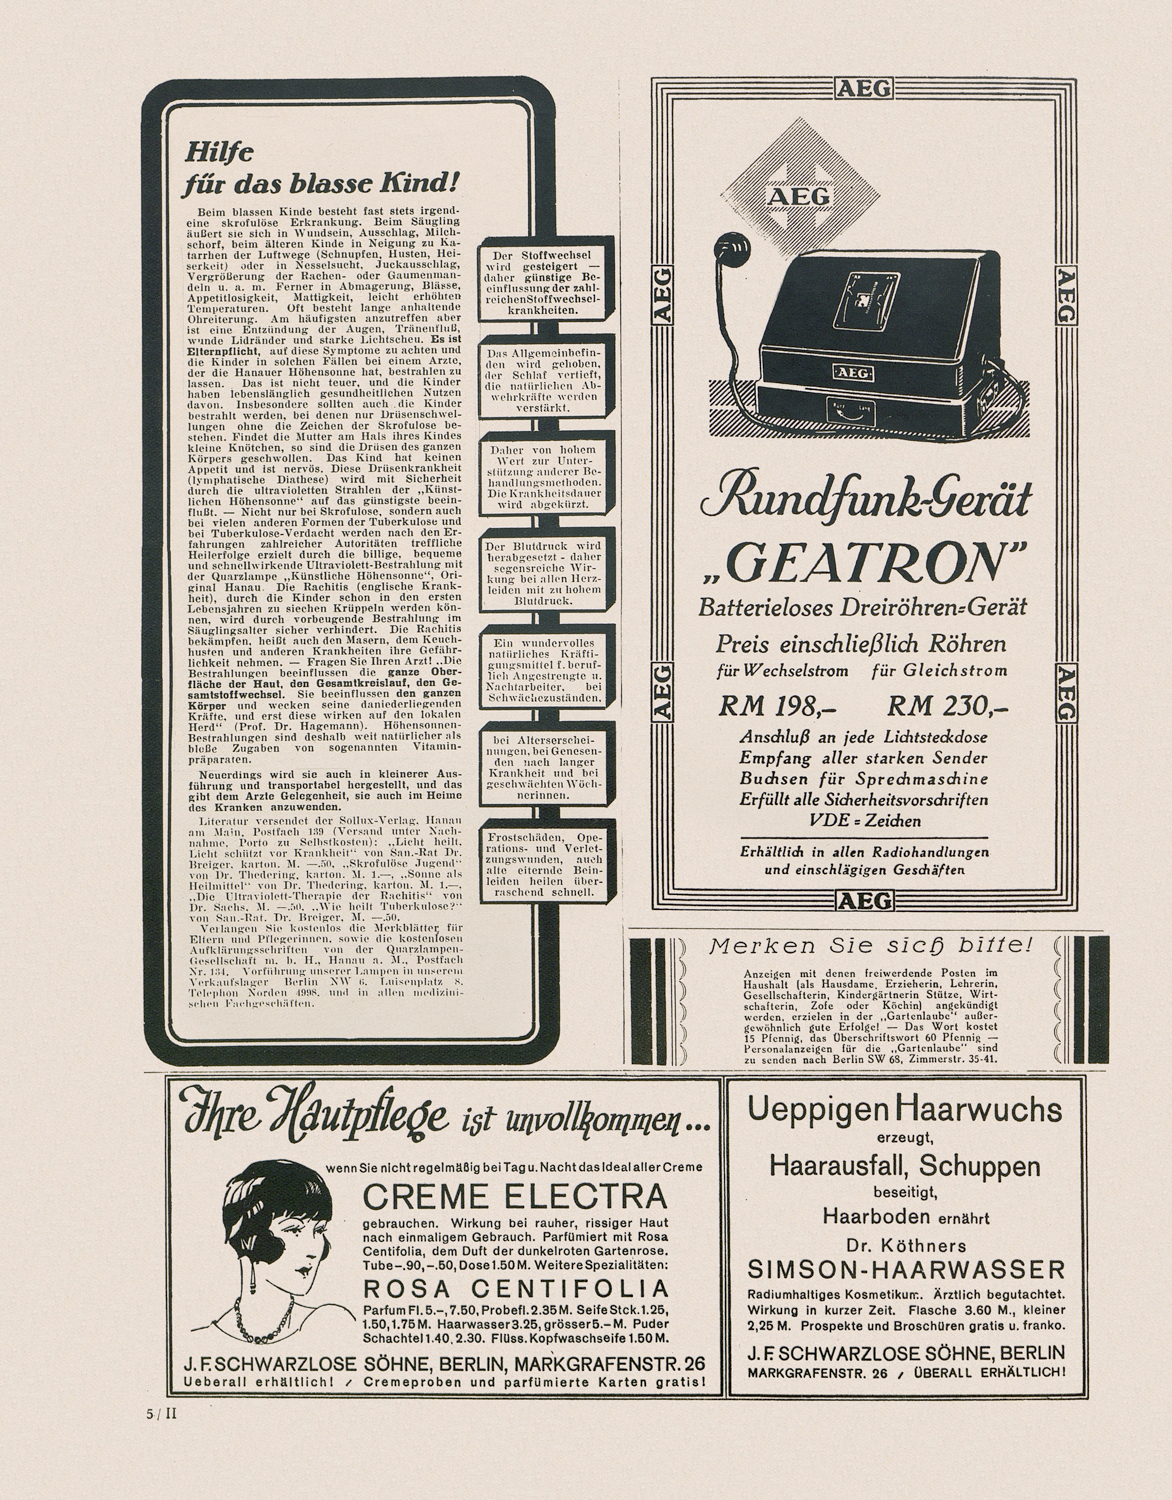 Hilfe
für das blasse Kind!
Beim blassen Kinde besteht fast stets irgend-
eine skrofulöse Erkrankung. Beim Säugling
äußert sie sich in Wundsein, Ausschlag, Milch-
schorf, beim älteren Kinde in Neigung zu Ka-
tarrhen der Luftwege (Schnupfen, Husten, Hei-
serkeit) oder in Nesselsucht, Juckausschlag,
Vergrößerung der Rachen- oder Gaumenman-
deln u. a. m. Ferner in Abmagerung, Blässe,
Appetitlosigkeit, Mattigkeit, leicht erhöhten
Temperaturen. Oft besteht lange anhaltende
Ohreiterung. Am häufigsten anzutreffen aber
ist eine Entzündung der Augen, Tränenfluß,
wunde Lidränder und starke Lichtscheu. Es ist
Elternpflicht, auf diese Symptome zu achten und
die Kinder in solchen Fällen bei einem Arzte,
der die Hanauer Höhensonne hat, bestrahlen zu
lassen. Das ist nicht teuer, und die Kinder
haben lebenslänglich gesundheitlichen Nutzen
davon. Insbesondere sollten auch die Kinder
bestrahlt werden, bei denen nur Drüsenschwel-
lungen ohne die Zeichen der Skrofulose be-
stehen. Findet die Mutter am Hals ihres Kindes
kleine Knötchen, so sind die Drüsen des ganzen
Körpers geschwollen. Das Kind hat keinen
Appetit und ist nervös. Diese Drüsenkrankheit
(lymphatische Diathese) wird mit Sicherheit
durch die ultravioletten Strahlen der „Künst-
lichen Höhensonne“ auf das günstigste beein-
flußt. — Nicht nur bei Skrofulose, sondern auch
bei vielen anderen Formen der Tuberkulose und
bei Tuberkulose-Verdacht werden nach den Er-
fahrungen zahlreicher Autoritäten treffliche
Heilerfolge erzielt durch die billige, bequeme
und schnellwirkende Ultraviolett-Bestrahlung mit
der Quarzlampe „Künstliche Höhensonne“, Ori-
ginal Hanau. Die Rachitis (englische Krank-
heit), durch die Kinder schon in den ersten
Lebensjahren zu siechen Krüppeln werden kön-
nen, wird durch vorbeugende Bestrahlung im
Säuglingsalter sicher verhindert. Die Rachitis
bekämpfen, heißt auch den Masern, dem Keuch-
husten und anderen Krankheiten ihre Gefähr-
lichkeit nehmen. — Fragen Sie Ihren Arzt! „Die
Bestrahlungen beeinflussen die ganze Ober-
fläche der Haut, den Gesamtkreislauf, den Ge-
samtstoffwechsel. Sie beeinflussen den ganzen
Körper und wecken seine daniederliegenden
Kräfte, und erst diese wirken auf den lokalen
Herd“ (Prof. Dr. Hagemann). Höhensonnen-
Bestrahlungen sind deshalb weit natürlicher als
bloße Zugaben von sogenannten Vitamin-
präparaten.
Neuerdings wird sie auch in kleinerer Aus-
führung und transportabel hergestellt, und das
gibt dem Arzte Gelegenheit, sie auch im Heime
des Kranken anzuwenden.
Literatur versendet der Sollux-Verlag, Hanau
am Main, Postfach 139 (Versand unter Nach-
nahme, Porto zu Selbstkosten): „Licht heilt,
Licht schützt vor Krankheit“ von San.-Rat Dr.
Breiger, karton. M. —.50, „Skrofulöse Jugend“
von Dr. Thedering, karton. M. 1.—, „Sonne als
Heilmittel“ von Dr. Thedering, karton. M. 1.—,
„Die Ultraviolett-Therapie der Rachitis“ von
Dr. Sachs, M. —.50, „Wie heilt Tuberkulose?“
von San.-Rat. Dr. Breiger, M. —.50.
Verlangen Sie kostenlos die Merkblätter für
Eltern und Pflegerinnen, sowie die kostenlosen
Aufklärungsschriften von der Quarzlampen-
Gesellschaft m. b. H., Hanau a. M., Postfach
Nr. 134. Vorführung unserer Lampen in unserem
Verkaufslager Berlin NW 6, Luisenplatz 8.
Telephon Norden 4998, und in allen medizini-
schen Fachgeschäften.
Der Stoffwechsel
wird gesteigert —
daher günstige Be-
einflussung der zahl-
reichen Stoffwechsel-
krankheiten.
Das Allgemeinbefin-
den wird gehoben,
der Schlaf vertieft,
die natürlichen Ab-
wehrkräfte werden
verstärkt.
Daher von hohem
Wert zur Unter-
stützung anderer Be-
handlungsmethoden.
Die Krankheitsdauer
wird abgekürzt.
Der Blutdruck wird
herabgesetzt - daher
segensreiche Wir-
kung bei allen Herz-
leiden mit zu hohem
Blutdruck.
Ein wundervolles
natürliches Kräfti-
gungsmittel f. beruf-
lich Angestrengte u.
Nachtarbeiter, bei
Schwächezuständen,
bei Alterserschei-
nungen, bei Genesen-
den nach langer
Krankheit und bei
geschwächten Wöch-
nerinnen.
Frostschäden, Ope-
rations- und Verlet-
zungswunden, auch
alte eiternde Bein-
leiden heilen über-
raschend schnell.
AEG
AEG
AEG
AEG
AEG
Rundfunk-Gerät
„GEATRON”
Batterieloses Dreiröhren-Gerät
Preis einschließlich Röhren
für Wechselstrom für Gleichstrom
RM 198,– RM 230,–
AEG
AEG
Anschluß an jede Lichtsteckdose
Empfang aller starken Sender
Buchsen für Sprechmaschine
Erfüllt alle Sicherheitsvorschriften
VDE-Zeichen
Erhältlich in allen Radiohandlungen
und einschlägigen Geschäften
AEG
Merken Sie sich bitte!
Anzeigen mit denen freiwerdende Posten im
Haushalt (als Hausdame, Erzieherin, Lehrerin,
Gesellschafterin, Kindergärtnerin Stütze, Wirt-
schafterin, Zofe oder Köchin) angekündigt
werden, erzielen in der „Gartenlaube“ außer-
gewöhnlich gute Erfolge! — Das Wort kostet
15 Pfennig, das Überschriftswort 60 Pfennig —
Personalanzeigen für die „Gartenlaube“ sind
zu senden nach Berlin SW 68, Zimmerstr. 35-41.
Ihre Hautpflege ist unvollkommen...
wenn Sie nicht regelmäßig bei Tag u. Nacht das Ideal aller Creme
CREME ELECTRA
gebrauchen. Wirkung bei rauher, rissiger Haut
nach einmaligem Gebrauch. Parfümiert mit Rosa
Centifolia, dem Duft der dunkelroten Gartenrose.
Tube –.90, –.50, Dose 1.50 M. Weitere Spezialitäten:
ROSA CENTIFOLIA
Parfum Fl. 5.–, 7.50, Probefl. 2.35 M. Seife Stck. 1.25,
1.50, 1.75 M. Haarwasser 3.25, grösser 5.– M. Puder
Schachtel 1.40, 2.30. Flüss. Kopfwaschseife 1.50 M.
J. F. SCHWARZLOSE SÖHNE, BERLIN, MARKGRAFENSTR. 26
Ueberall erhältlich! / Cremeproben und parfümierte Karten gratis!
Ueppigen Haarwuchs
erzeugt,
Haarausfall, Schuppen
beseitigt,
Haarboden ernährt
Dr. Köthners
SIMSON-HAARWASSER
Radiumhaltiges Kosmetikum. Ärztlich begutachtet.
Wirkung in kurzer Zeit. Flasche 3.60 M., kleiner
2,25 M. Prospekte und Broschüren gratis u. franko.
J. F. SCHWARZLOSE SÖHNE, BERLIN
MARKGRAFENSTR. 26 / ÜBERALL ERHÄLTLICH!
5 / II